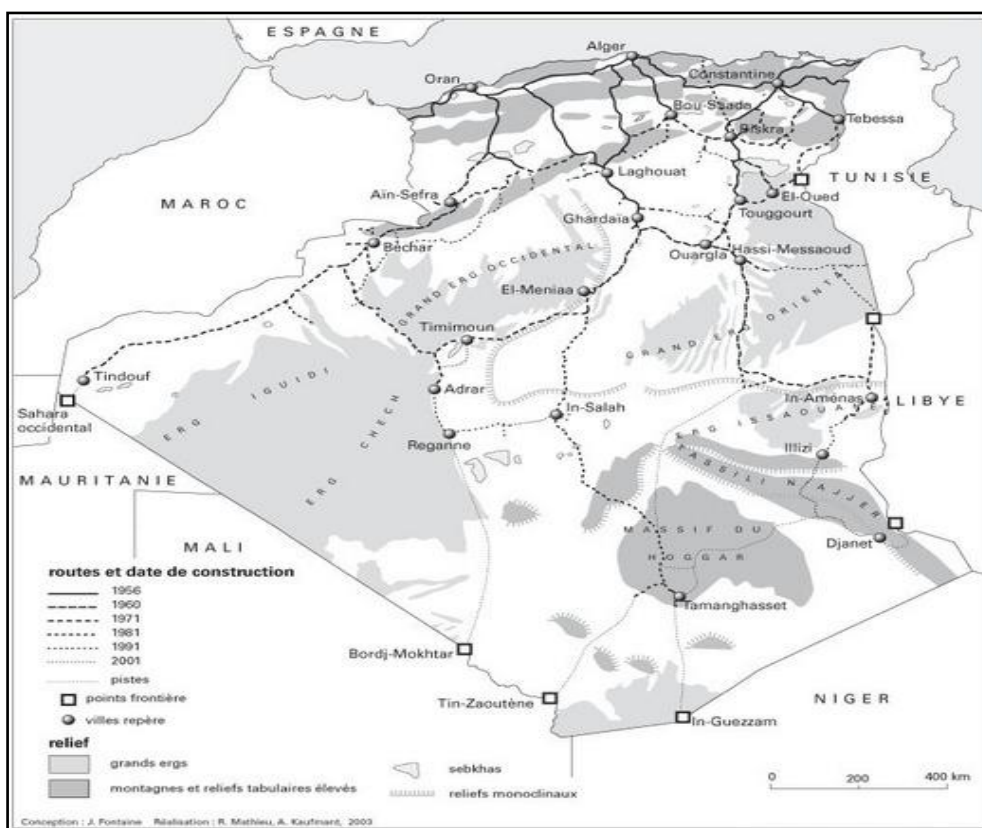 ESPAGNE
Alger
Oran
Constantine
Bou-Saada
Biskra
Tebessa
Laghouat
TUNISIE
MAROC
Aïn-Sefra
El-Oued
Touggourt
Ghardaïa
Béchar
Ouargla
Hassi-Messaoud
GRAND ERG OCCIDENTAL
El-Meniaa
GRAND ERG ORIENTAL
Timimoun
Tindouf
Adrar
In-Salah
In-Aménas
LIBYE
Sahara
occidental
ERG IGUIDI
ERG CHECH
ERG ISSAOUANE
Reganne
Illizi
TASSILI N'AJJER
MAURITANIE
MASSIF DU
HOGGAR
Djanet
MALI
Tamanghasset
routes et date de construction
1956
1960
1971
1981
1991
2001
pistes
points frontière
villes repère
Bordj-Mokhtar
Tin-Zaoutène
In-Guezzam
NIGER
relief
grands ergs
montagnes et reliefs tabulaires élevés
sebkhas
reliefs monoclinaux
0 200 400 km
Conception : J. Fontaine Réalisation : R. Mathieu, A. Kaufmant, 2003